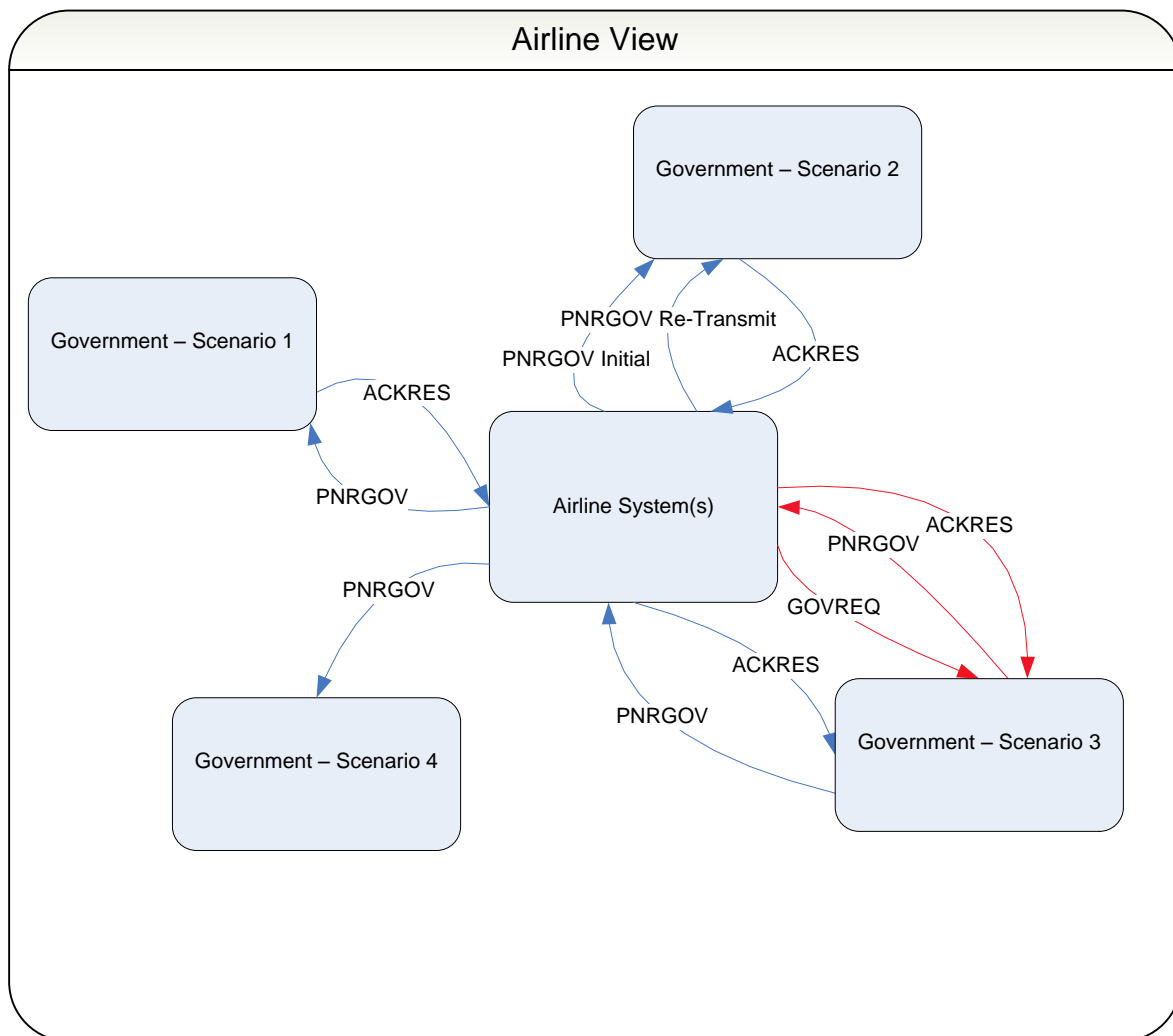 Airline View
Government – Scenario 2
Government – Scenario 1
PNRGOV Re-Transmit
PNRGOV Initial
ACKRES
ACKRES
PNRGOV
Airline System(s)
ACKRES
PNRGOV
PNRGOV
GOVREQ
ACKRES
PNRGOV
Government – Scenario 3
Government – Scenario 4